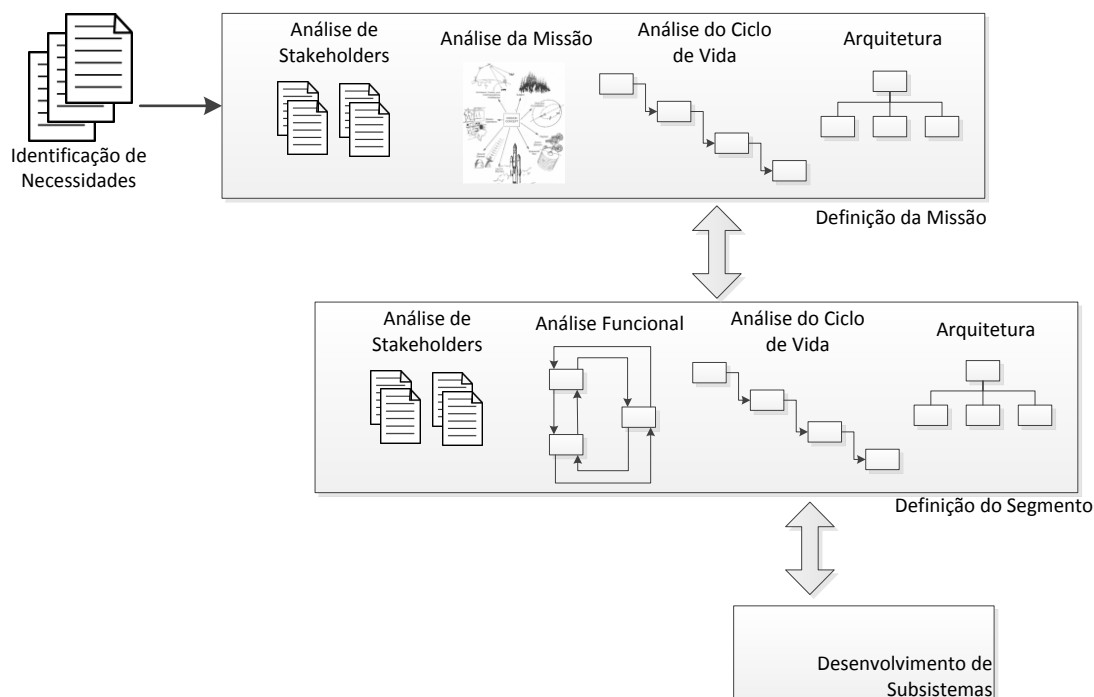 Identificação de
Necessidades
Análise de
Stakeholders
Análise da Missão
Análise do Ciclo
de Vida
Arquitetura
Definição da Missão
Análise de
Stakeholders
Análise Funcional
Análise do Ciclo
de Vida
Arquitetura
Definição do Segmento
Desenvolvimento de
Subsistemas